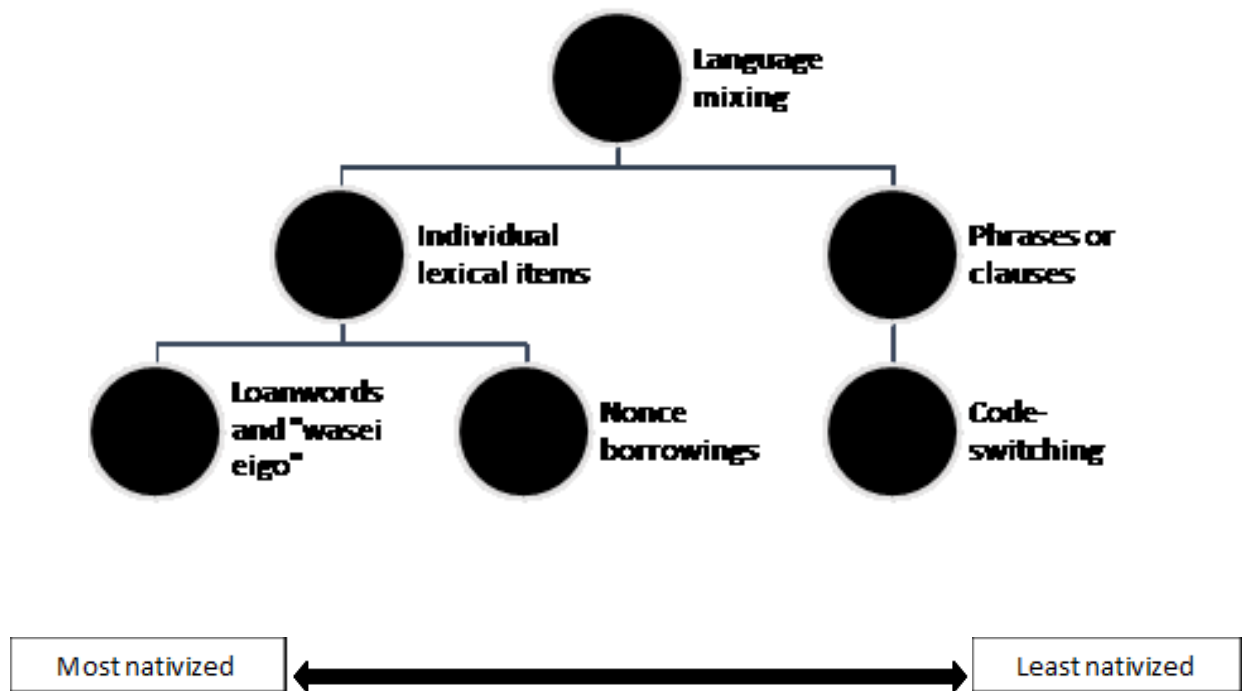 Language
mixing
Individual
lexical items
Phrases or
clauses
Loanwords
and "wasei
eigo"
Nonce
borrowings
Code-
switching
Most nativized
Least nativized